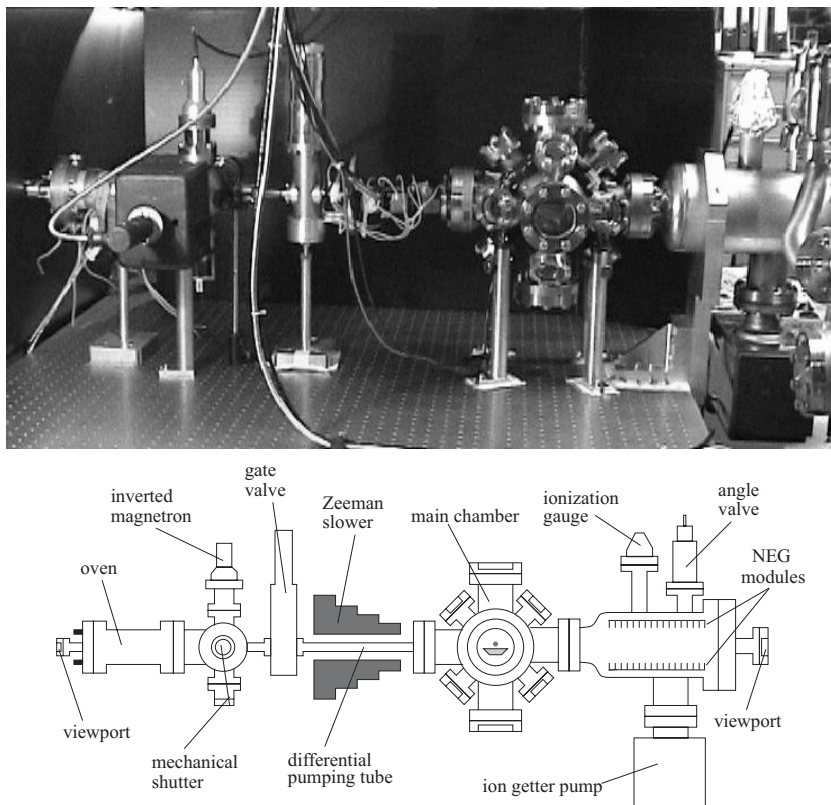 inverted
magnetron
gate
valve
Zeeman
slower
main chamber
ionization
gauge
angle
valve
NEG
modules
oven
viewport
mechanical
shutter
differential
pumping tube
ion getter pump
viewport